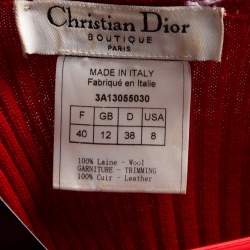 Christian Dior
BOUTIQUE
PARIS
MADE IN ITALY
Fabriqué en Italie
3A13055030
F GB D USA
40 12 38 8
100% Laine - Wool
GARNITURE - TRIMMING
100% Cuir - Leather